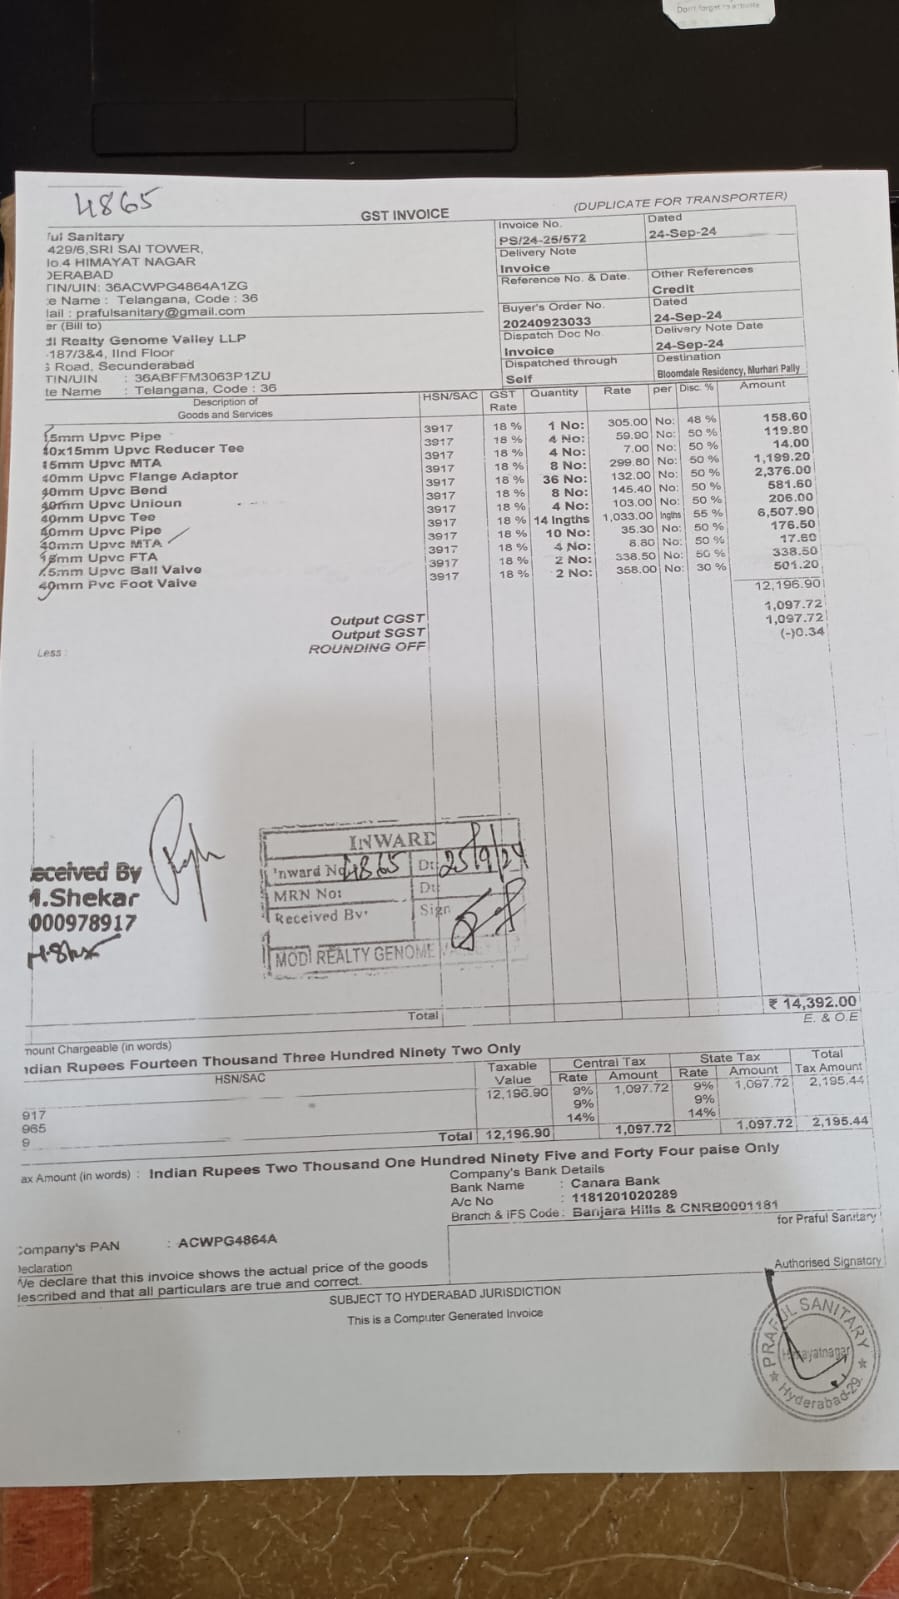 Don't forget to activate
4865
GST INVOICE
(DUPLICATE FOR TRANSPORTER)
ful Sanitary
429/6,SRI SAI TOWER,
lo.4 HIMAYAT NAGAR
DERABAD
TIN/UIN: 36ACWPG4864A1ZG
e Name : Telangana, Code : 36
lail : prafulsanitary@gmail.com
er (Bill to)
di Realty Genome Valley LLP
-187/3&4, IInd Floor
Road, Secunderabad
TIN/UIN : 36ABFFM3063P1ZU
te Name : Telangana, Code : 36
Invoice No. Dated
PS/24-25/572 24-Sep-24
Delivery Note
Invoice
Reference No. & Date. Other References
Credit
Buyer's Order No. Dated
20240923033 24-Sep-24
Dispatch Doc No. Delivery Note Date
Invoice 24-Sep-24
Dispatched through Destination
Self Bloomdale Residency, Murhari Pally
Description of Goods and Services HSN/SAC GST Rate Quantity Rate per Disc. % Amount
15mm Upvc Pipe 3917 18 % 1 No: 305.00 No: 48 % 158.60
40x15mm Upvc Reducer Tee 3917 18 % 4 No: 59.90 No: 50 % 119.80
15mm Upvc MTA 3917 18 % 4 No: 7.00 No: 50 % 14.00
40mm Upvc Flange Adaptor 3917 18 % 8 No: 299.80 No: 50 % 1,199.20
40mm Upvc Bend 3917 18 % 36 No: 132.00 No: 50 % 2,376.00
40mm Upvc Unioun 3917 18 % 8 No: 145.40 No: 50 % 581.60
40mm Upvc Tee 3917 18 % 4 No: 103.00 No: 50 % 206.00
40mm Upvc Pipe 3917 18 % 14 lngths 1,033.00 lngths 55 % 6,507.90
40mm Upvc MTA 3917 18 % 10 No: 35.30 No: 50 % 176.50
15mm Upvc FTA 3917 18 % 4 No: 8.80 No: 50 % 17.60
15mm Upvc Ball Valve 3917 18 % 2 No: 338.50 No: 50 % 338.50
40mm Pvc Foot Valve 3917 18 % 2 No: 358.00 No: 30 % 501.20
12,196.90
Output CGST 1,097.72
Output SGST 1,097.72
Less : ROUNDING OFF (-)0.34
eceived By
1.Shekar
000978917
INWARD
Inward No 4865 Dt: 25/9/24
MRN No: Dt
Received By Sign
MODI REALTY GENOME
Total ₹ 14,392.00
E. & O.E
mount Chargeable (in words)
ndian Rupees Fourteen Thousand Three Hundred Ninety Two Only
HSN/SAC Taxable Value Central Tax Rate Amount State Tax Rate Amount Total Tax Amount
917 12,196.90 9% 1,097.72 9% 1,097.72 2,195.44
965 9% 9%
9 14% 14%
Total 12,196.90 1,097.72 1,097.72 2,195.44
ax Amount (in words) : Indian Rupees Two Thousand One Hundred Ninety Five and Forty Four paise Only
Company's Bank Details
Bank Name : Canara Bank
A/c No : 1181201020289
Branch & IFS Code : Banjara Hills & CNRB0001181
for Praful Sanitary
Company's PAN : ACWPG4864A
Declaration
We declare that this invoice shows the actual price of the goods
described and that all particulars are true and correct.
Authorised Signatory
SUBJECT TO HYDERABAD JURISDICTION
This is a Computer Generated Invoice
PRAFUL SANITARY
Himayatnagar
Hyderabad-29.